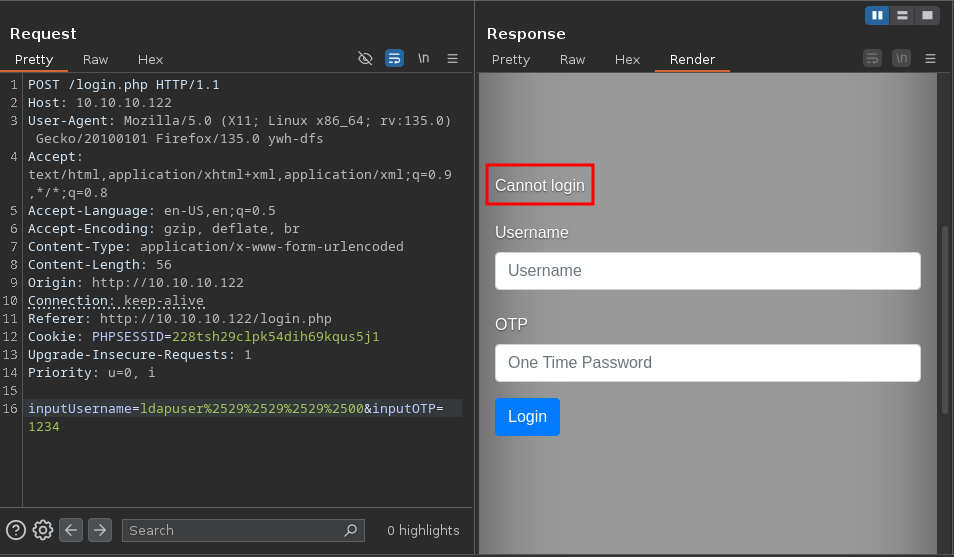 Request
Pretty
Raw
Hex
\n
1 POST /login.php HTTP/1.1
2 Host: 10.10.10.122
3 User-Agent: Mozilla/5.0 (X11; Linux x86_64; rv:135.0)
Gecko/20100101 Firefox/135.0 ywh-dfs
4 Accept:
text/html,application/xhtml+xml,application/xml;q=0.9
,*/*;q=0.8
5 Accept-Language: en-US,en;q=0.5
6 Accept-Encoding: gzip, deflate, br
7 Content-Type: application/x-www-form-urlencoded
8 Content-Length: 56
9 Origin: http://10.10.10.122
10 Connection: keep-alive
11 Referer: http://10.10.10.122/login.php
12 Cookie: PHPSESSID=228tsh29clpk54dih69kqus5j1
13 Upgrade-Insecure-Requests: 1
14 Priority: u=0, i
15
16 inputUsername=ldapuser%2529%2529%2529%2500&inputOTP=
1234
Search
0 highlights
Response
Pretty
Raw
Hex
Render
\n
Cannot login
Username
Username
OTP
One Time Password
Login